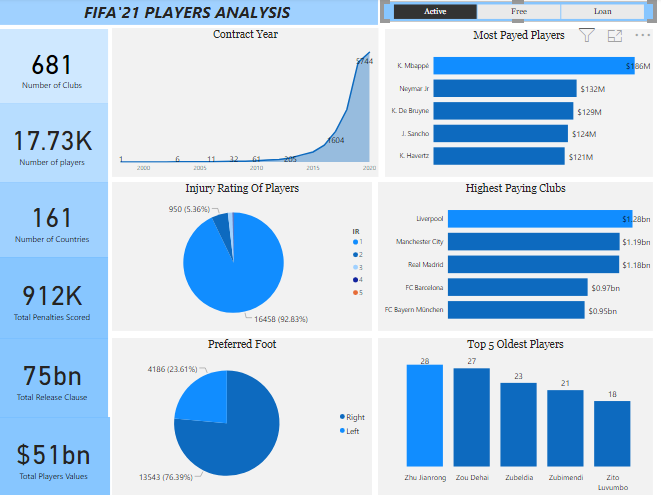 FIFA'21 PLAYERS ANALYSIS
Active
Free
Loan
681
Number of Clubs
17.73K
Number of players
161
Number of Countries
912K
Total Penalties Scored
75bn
Total Release Clause
$51bn
Total Players Values
Contract Year
1
6
11
32
61
205
1604
5744
2000
2005
2010
2015
2020
Most Payed Players
K. Mbappé
$186M
Neymar Jr
$132M
K. De Bruyne
$129M
J. Sancho
$124M
K. Havertz
$121M
Injury Rating Of Players
950 (5.36%)
16458 (92.83%)
IR
1
2
3
4
5
Highest Paying Clubs
Liverpool
$1.28bn
Manchester City
$1.19bn
Real Madrid
$1.18bn
FC Barcelona
$0.97bn
FC Bayern München
$0.95bn
Preferred Foot
4186 (23.61%)
13543 (76.39%)
Right
Left
Top 5 Oldest Players
28
27
23
21
18
Zhu Jianrong
Zou Dehai
Zubeldia
Zubimendi
Zito
Luvumbo